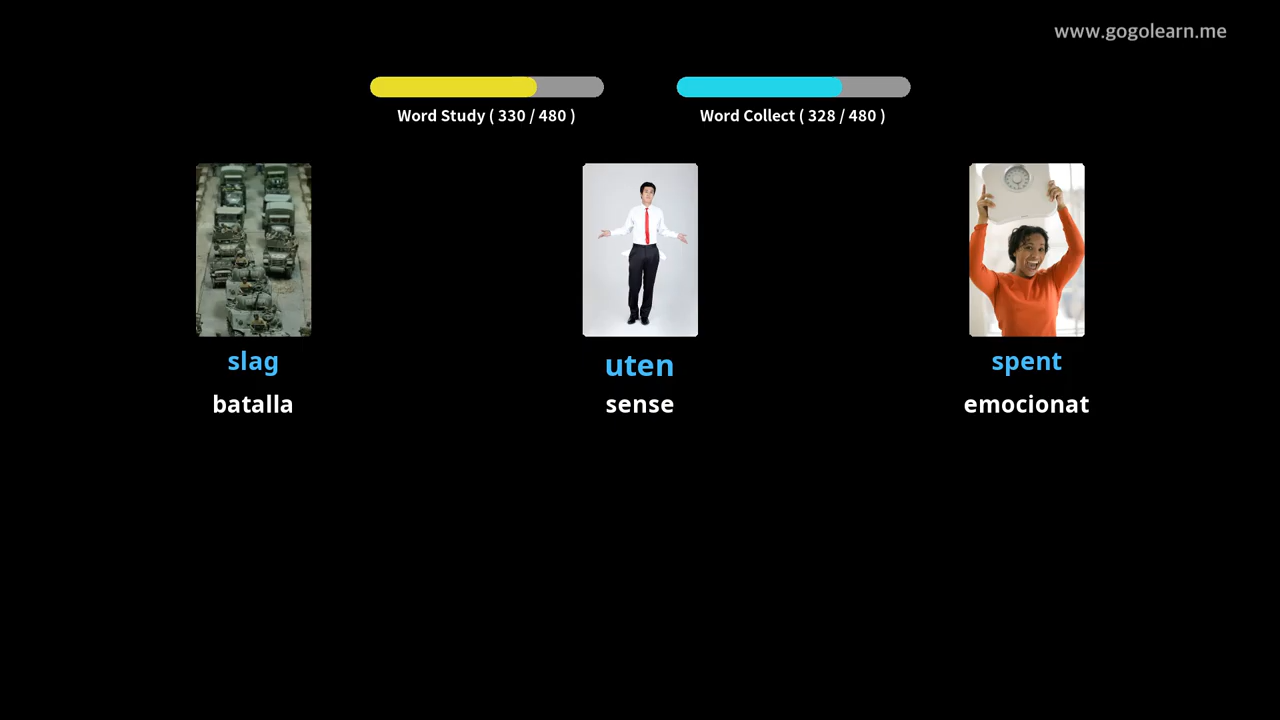 www.gogolearn.me
Word Study ( 330 / 480 )
Word Collect ( 328 / 480 )
slag
batalla
uten
sense
spent
emocionat